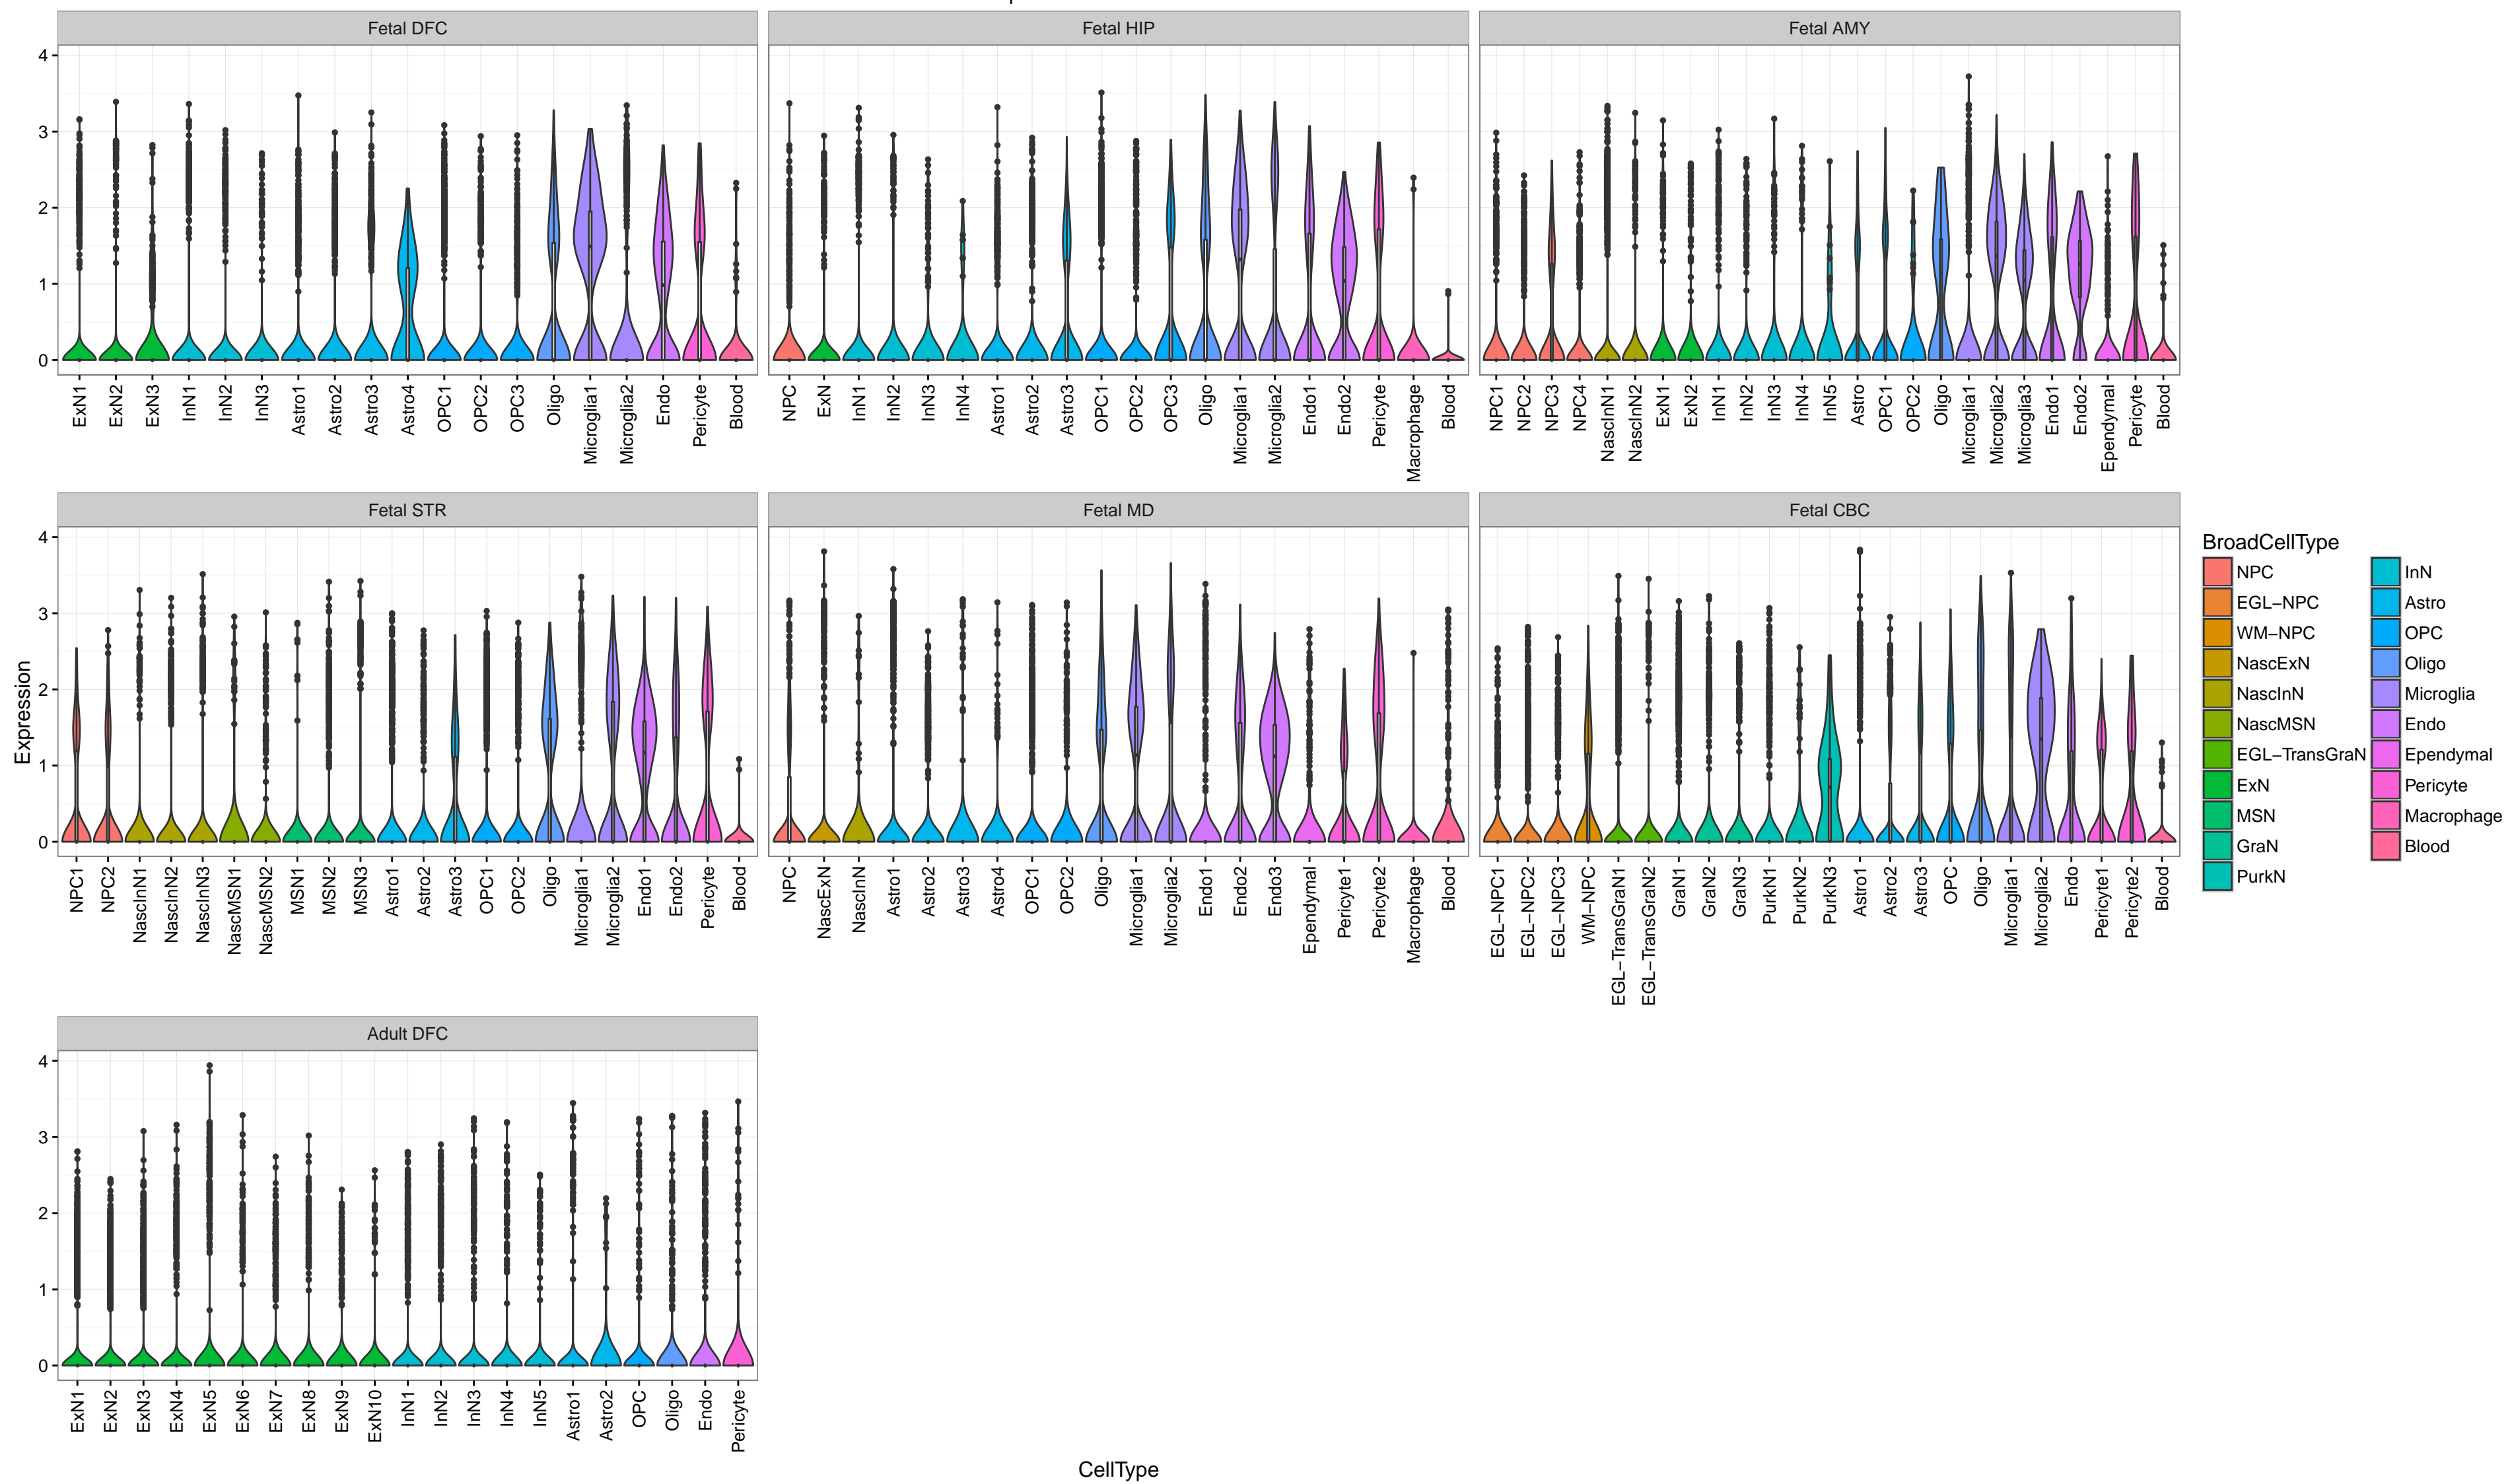 Fetal DFC Fetal HIP Fetal AMY
4
3
2
1
0
ExN1 ExN2 ExN3 InN1 InN2 InN3 Astro1 Astro2 Astro3 Astro4 OPC1 OPC2 OPC3 Oligo Microglia1 Microglia2 Endo Pericyte Blood
NPC ExN InN1 InN2 InN3 InN4 Astro1 Astro2 Astro3 OPC1 OPC2 OPC3 Oligo Microglia1 Microglia2 Endo1 Endo2 Pericyte Macrophage Blood
NPC1 NPC2 NPC3 NPC4 NascInN1 NascInN2 ExN1 ExN2 InN1 InN2 InN3 InN4 InN5 Astro OPC1 OPC2 Oligo Microglia1 Microglia2 Microglia3 Endo1 Endo2 Ependymal Pericyte Blood
Fetal STR Fetal MD Fetal CBC
Expression
4
3
2
1
0
NPC1 NPC2 NascInN1 NascInN2 NascInN3 NascMSN1 NascMSN2 MSN1 MSN2 MSN3 Astro1 Astro2 Astro3 OPC1 OPC2 Oligo Microglia1 Microglia2 Endo1 Endo2 Pericyte Blood
NPC NascExN NascInN Astro1 Astro2 Astro3 Astro4 OPC1 OPC2 Oligo Microglia1 Microglia2 Endo1 Endo2 Endo3 Ependymal Pericyte1 Pericyte2 Macrophage Blood
EGL−NPC1 EGL−NPC2 EGL−NPC3 WM−NPC EGL−TransGraN1 EGL−TransGraN2 GraN1 GraN2 GraN3 PurkN1 PurkN2 PurkN3 Astro1 Astro2 Astro3 OPC Oligo Microglia1 Microglia2 Endo Pericyte1 Pericyte2 Blood
BroadCellType
NPC InN
EGL−NPC Astro
WM−NPC OPC
NascExN Oligo
NascInN Microglia
NascMSN Endo
EGL−TransGraN Ependymal
ExN Pericyte
MSN Macrophage
GraN Blood
PurkN
Adult DFC
4
3
2
1
0
ExN1 ExN2 ExN3 ExN4 ExN5 ExN6 ExN7 ExN8 ExN9 ExN10 InN1 InN2 InN3 InN4 InN5 Astro1 Astro2 OPC Oligo Endo Pericyte
CellType